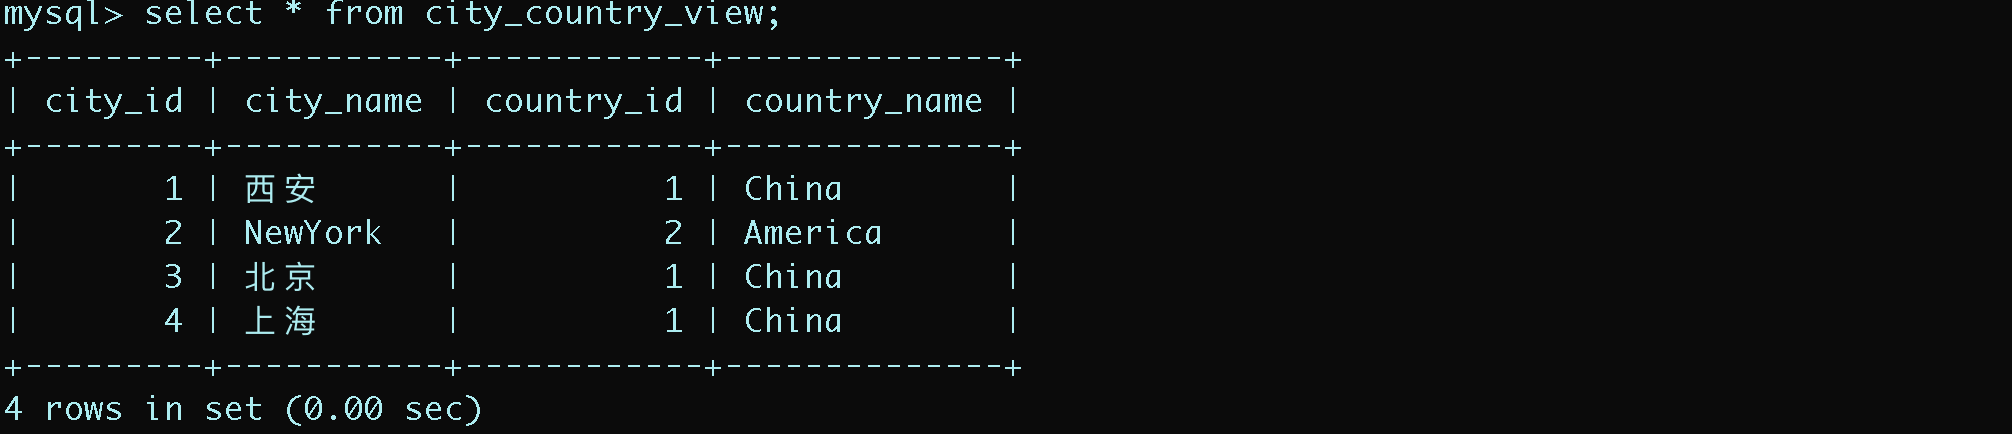 mysql> select * from city_country_view;
+---------+-----------+------------+--------------+
| city_id | city_name | country_id | country_name |
+---------+-----------+------------+--------------+
|       1 | 西安      |          1 | China        |
|       2 | NewYork   |          2 | America      |
|       3 | 北京      |          1 | China        |
|       4 | 上海      |          1 | China        |
+---------+-----------+------------+--------------+
4 rows in set (0.00 sec)